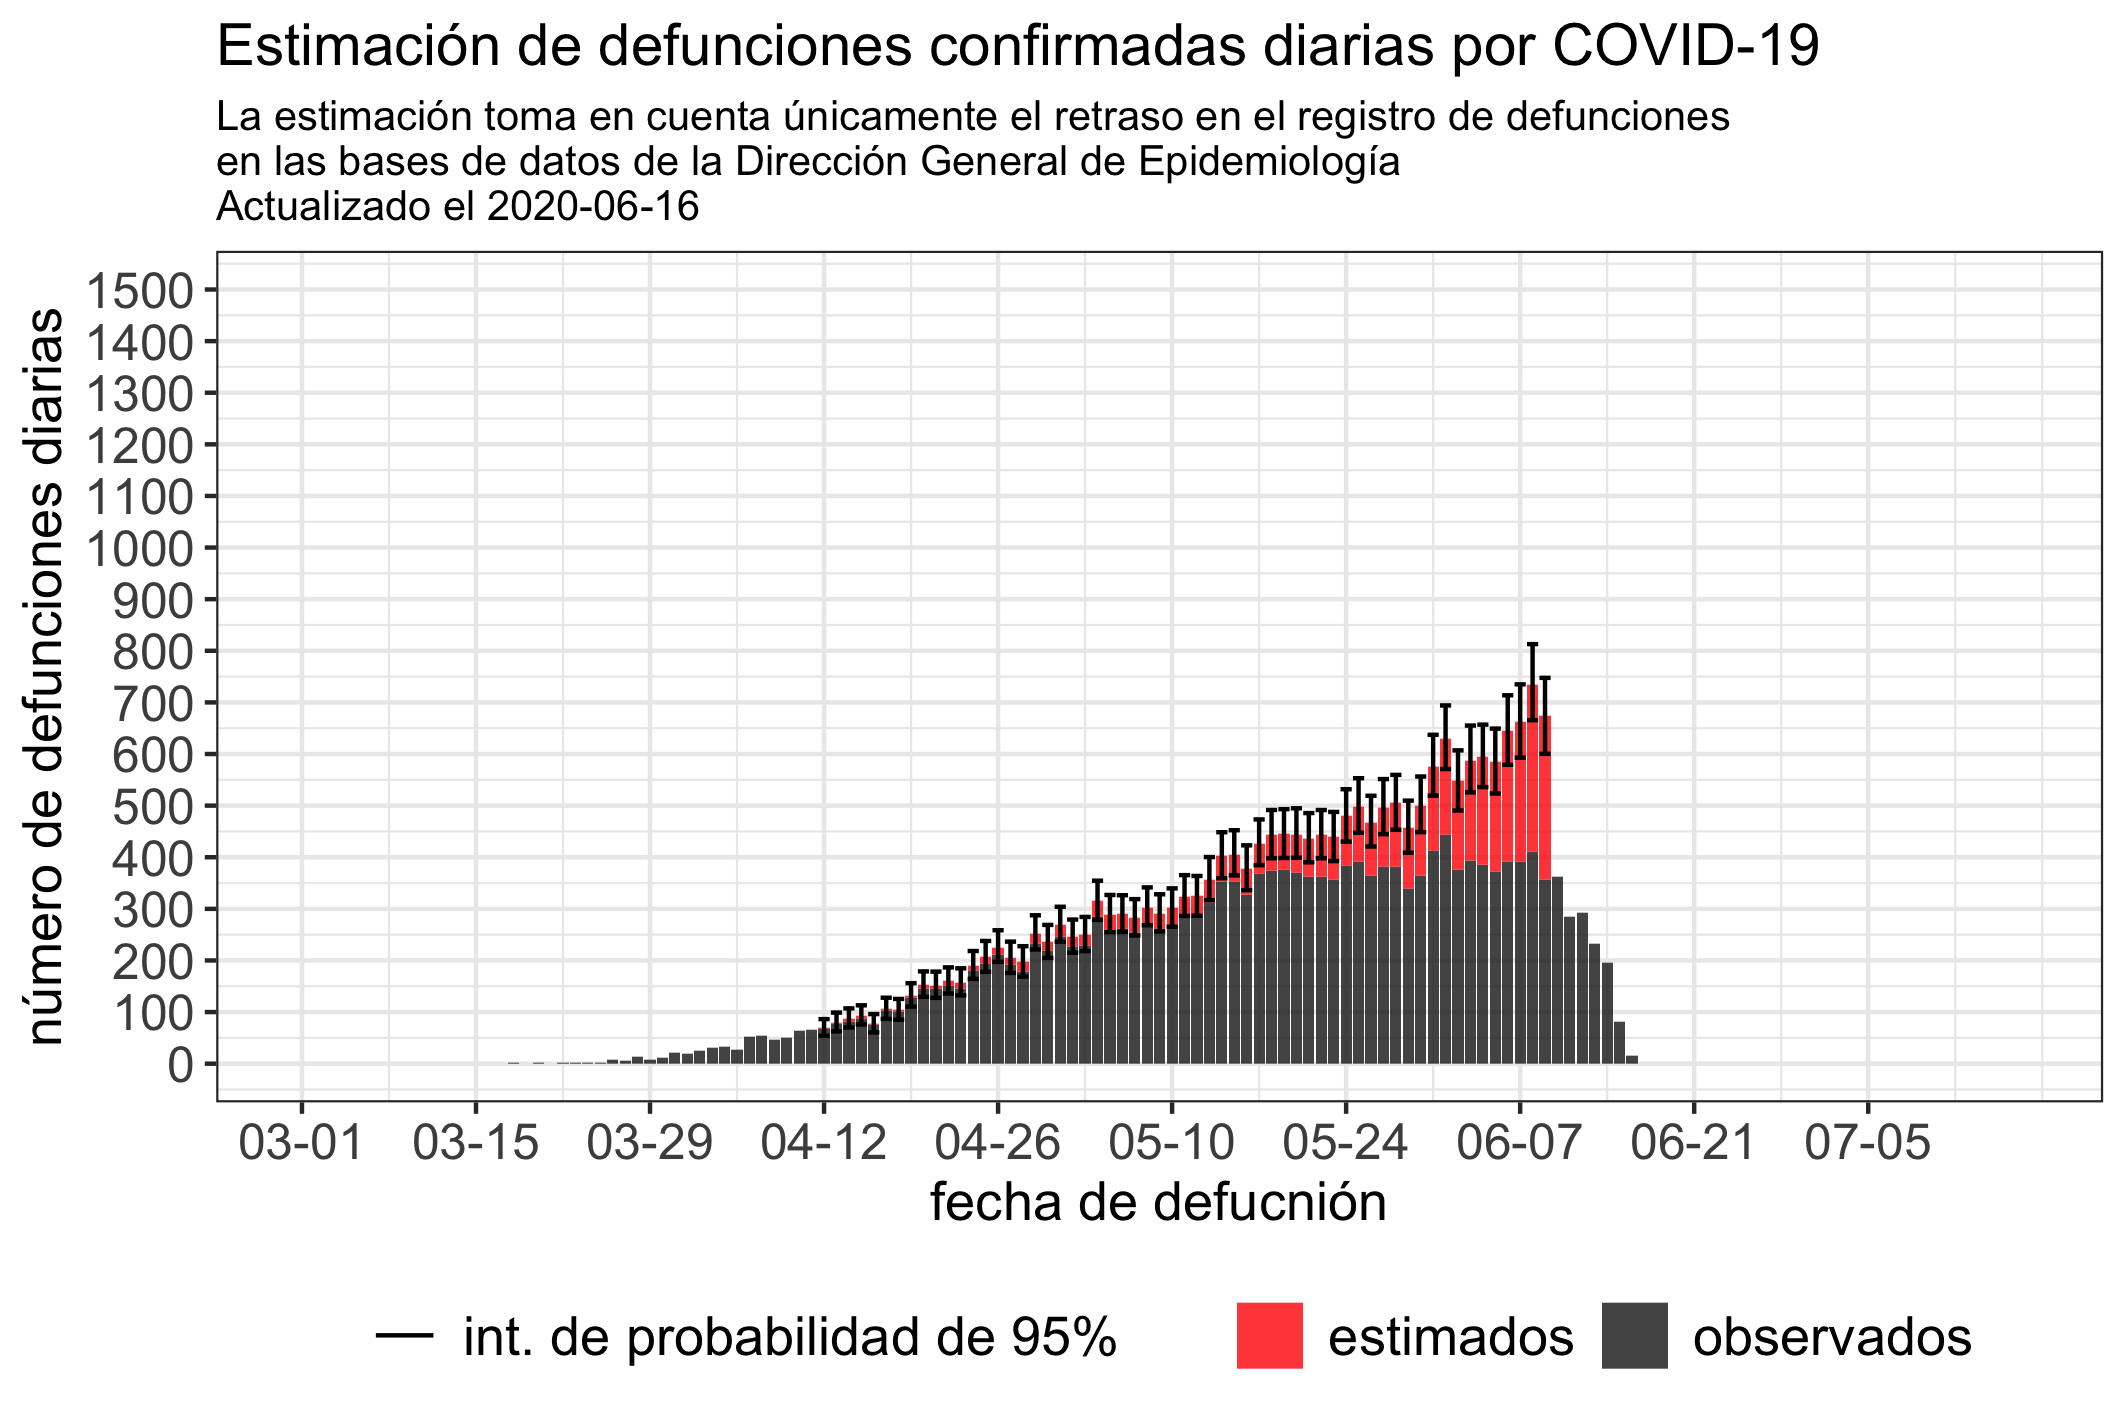 Estimación de defunciones confirmadas diarias por COVID-19
La estimación toma en cuenta únicamente el retraso en el registro de defunciones
en las bases de datos de la Dirección General de Epidemiología
Actualizado el 2020-06-16
número de defunciones diarias
1500
1400
1300
1200
1100
1000
900
800
700
600
500
400
300
200
100
0
03-01 03-15 03-29 04-12 04-26 05-10 05-24 06-07 06-21 07-05
fecha de defucnión
int. de probabilidad de 95% estimados observados